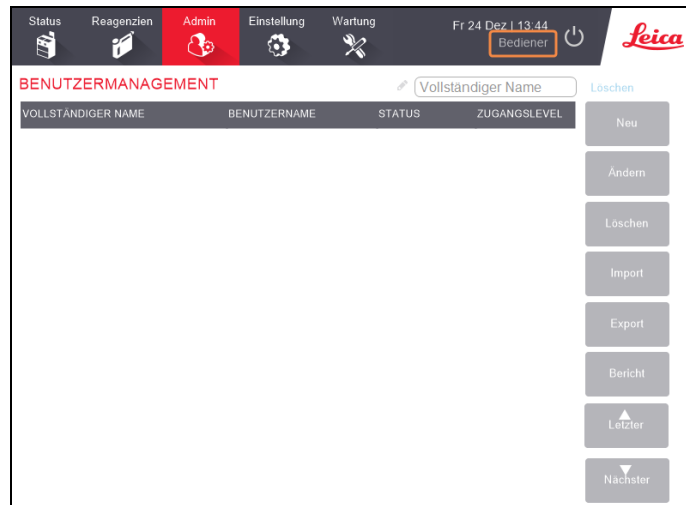 Status Reagenzien Admin Einstellung Wartung
Fr 24 Dez | 13:44
Bediener
Leica
BENUTZERMANAGEMENT
Vollständiger Name
Löschen
VOLLSTÄNDIGER NAME BENUTZERNAME STATUS ZUGANGSLEVEL
Neu
Ändern
Löschen
Import
Export
Bericht
Letzter
Nächster